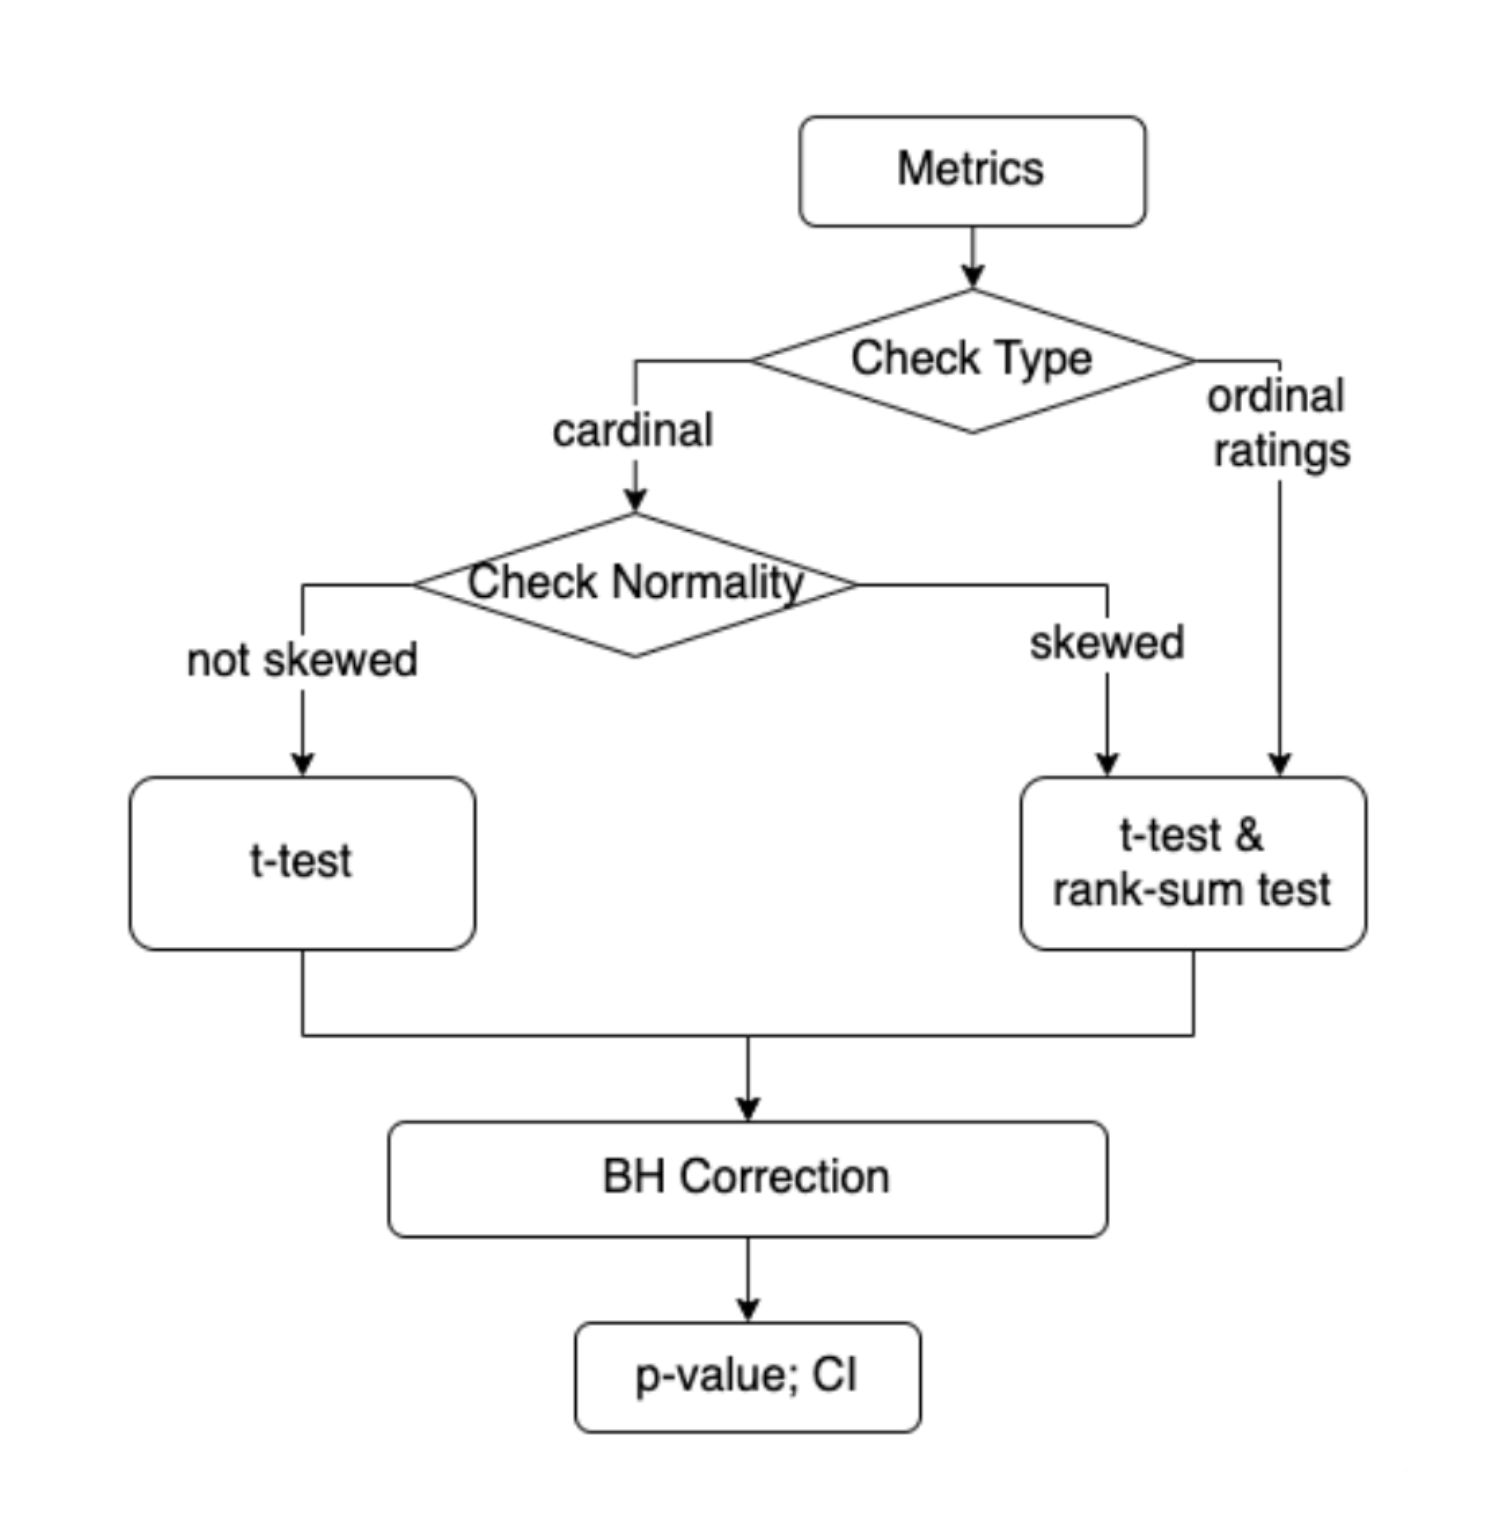 Metrics
Check Type
ordinal
ratings
cardinal
Check Normality
not skewed
skewed
t-test
t-test &
rank-sum test
BH Correction
p-value; CI